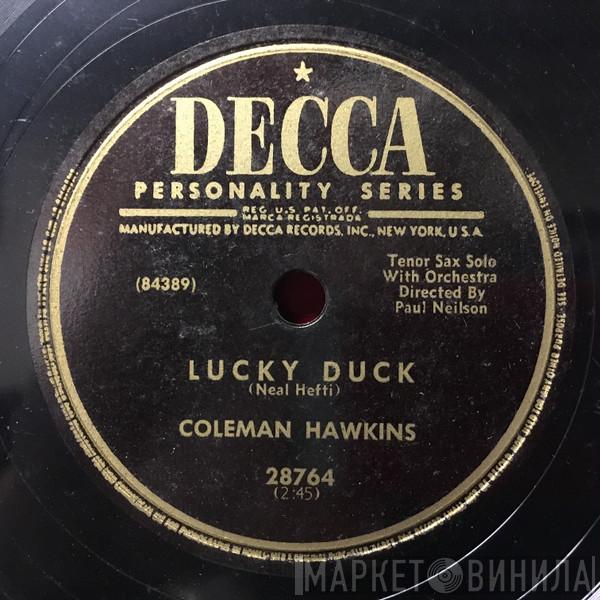 DECCA
PERSONALITY SERIES
REG. U.S. PAT. OFF.
MARCA REGISTRADA
MANUFACTURED BY DECCA RECORDS, INC., NEW YORK, U.S.A.
(84389)
Tenor Sax Solo
With Orchestra
Directed By
Paul Neilson
LUCKY DUCK
(Neal Hefti)
COLEMAN HAWKINS
28764
(2:45)
МАРКЕТ ВИНИЛА